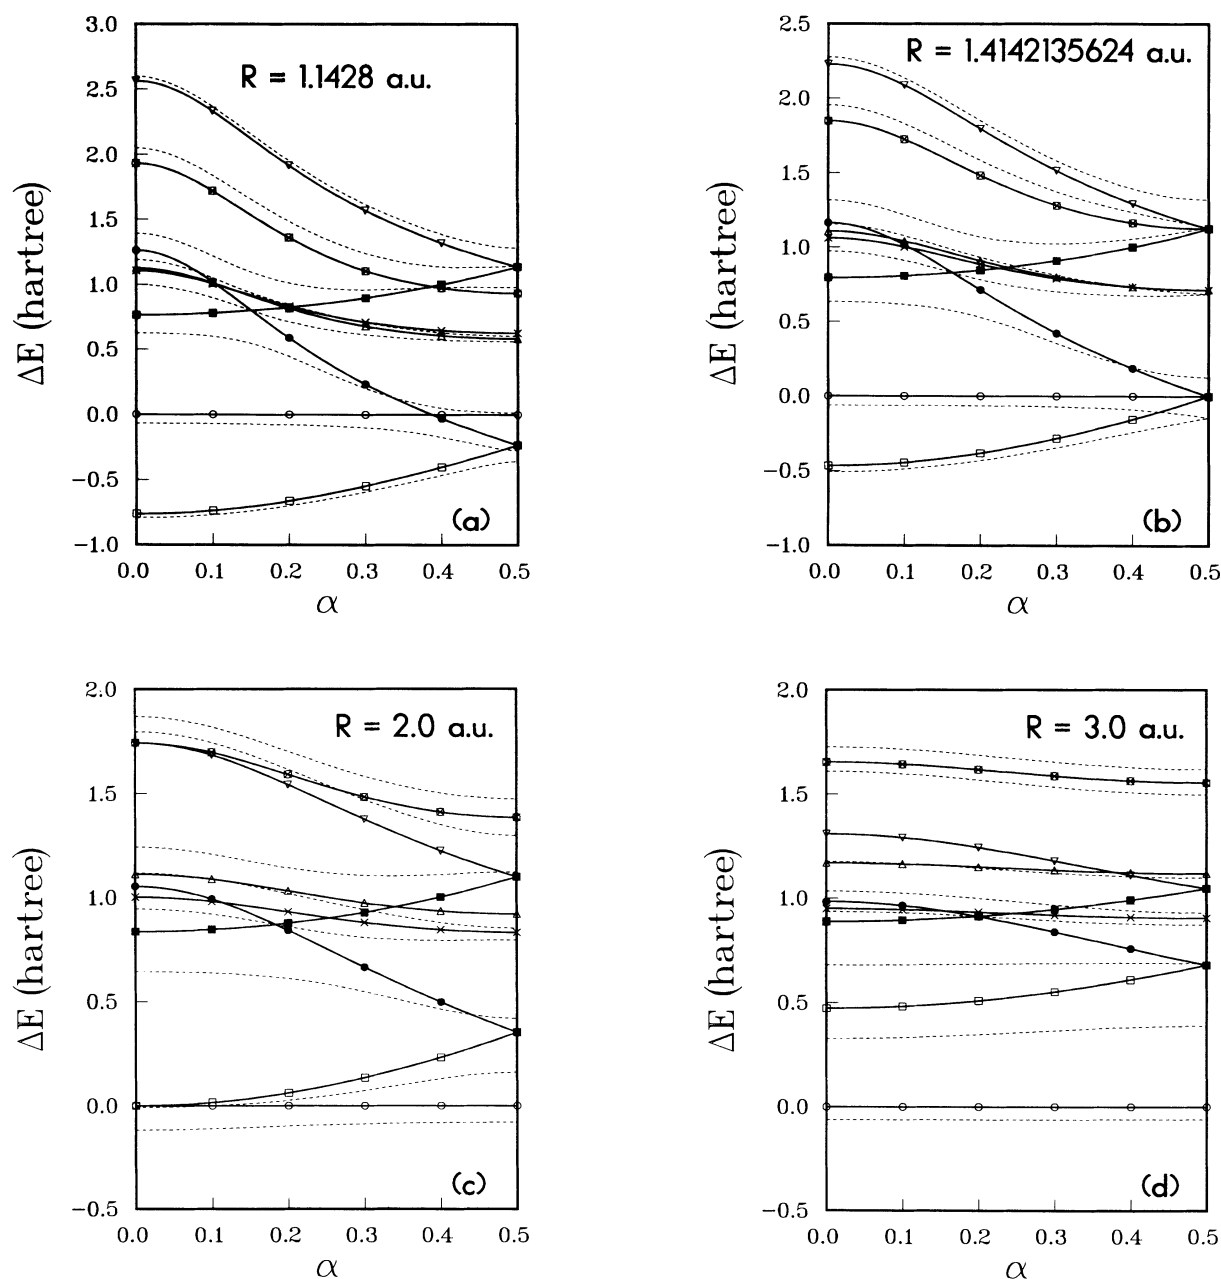 3.0
2.5
2.0
1.5
1.0
0.5
0.0
−0.5
−1.0
ΔE (hartree)
R = 1.1428 a.u.
(a)
0.0 0.1 0.2 0.3 0.4 0.5
α
2.5
2.0
1.5
1.0
0.5
0.0
−0.5
−1.0
ΔE (hartree)
R = 1.4142135624 a.u.
(b)
0.0 0.1 0.2 0.3 0.4 0.5
α
2.0
1.5
1.0
0.5
0.0
−0.5
ΔE (hartree)
R = 2.0 a.u.
(c)
0.0 0.1 0.2 0.3 0.4 0.5
α
2.0
1.5
1.0
0.5
0.0
−0.5
ΔE (hartree)
R = 3.0 a.u.
(d)
0.0 0.1 0.2 0.3 0.4 0.5
α